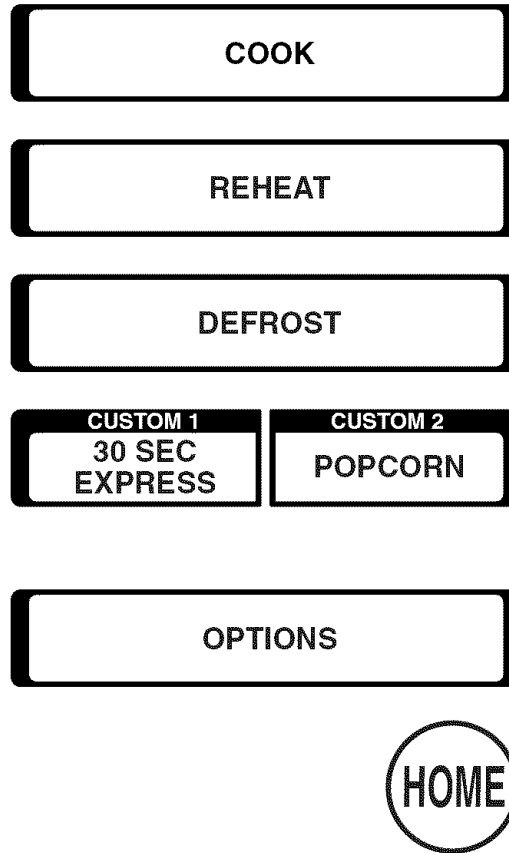 COOK
REHEAT
DEFROST
CUSTOM 1
30 SEC
EXPRESS
CUSTOM 2
POPCORN
OPTIONS
HOME